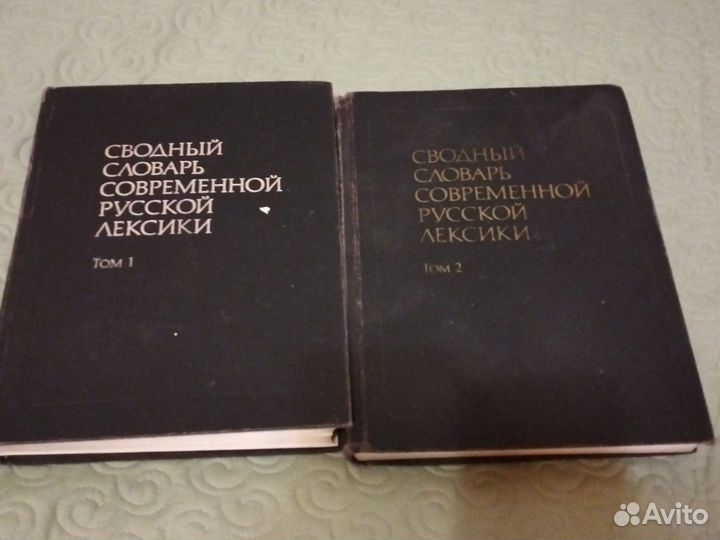 СВОДНЫЙ
СЛОВАРЬ
СОВРЕМЕННОЙ
РУССКОЙ
ЛЕКСИКИ
Том 1
СВОДНЫЙ
СЛОВАРЬ
СОВРЕМЕННОЙ
РУССКОЙ
ЛЕКСИКИ
Том 2
Avito